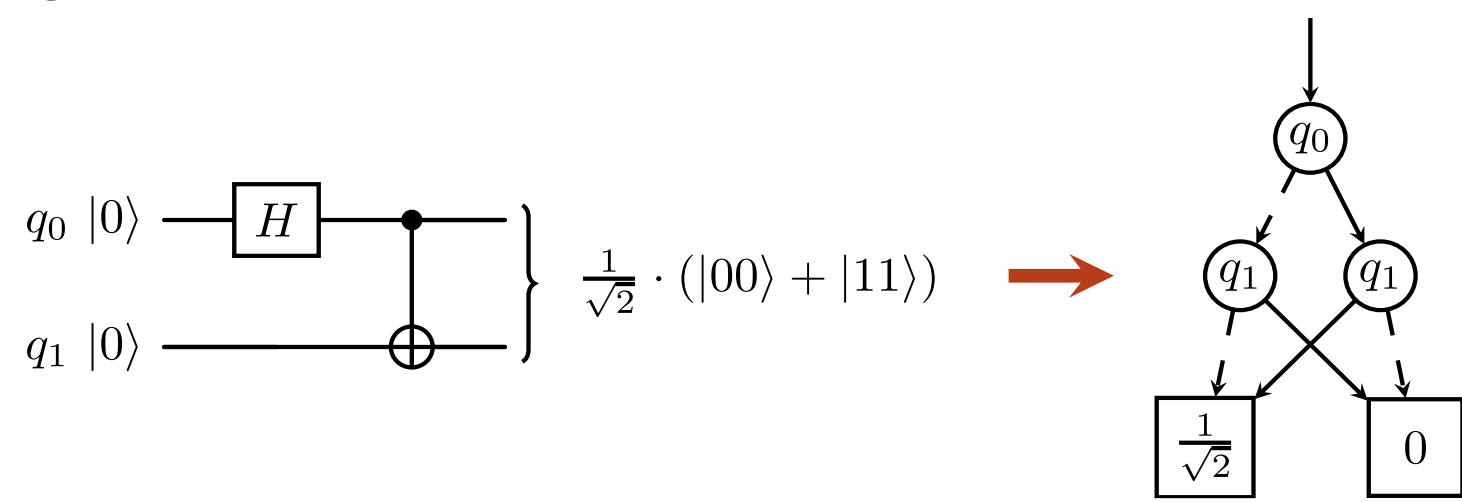 q₀ |0⟩ H
q₁ |0⟩
1/√2 · (|00⟩ + |11⟩)
q₀
q₁ q₁
1/√2 0